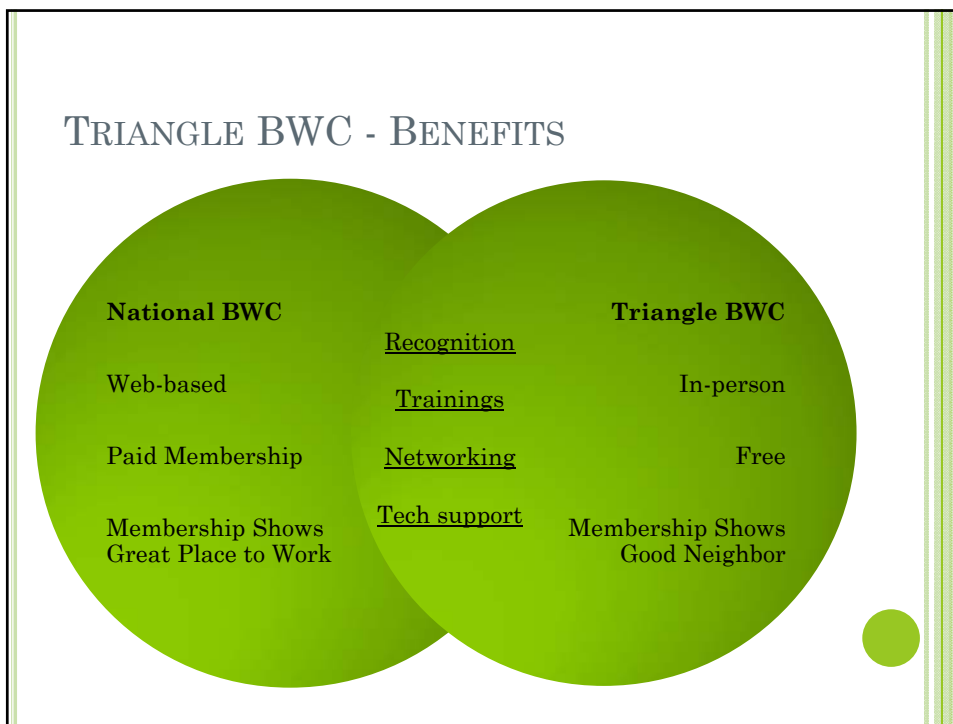 TRIANGLE BWC - BENEFITS
National BWC
Web-based
Paid Membership
Membership Shows
Great Place to Work
Recognition
Trainings
Networking
Tech support
Triangle BWC
In-person
Free
Membership Shows
Good Neighbor